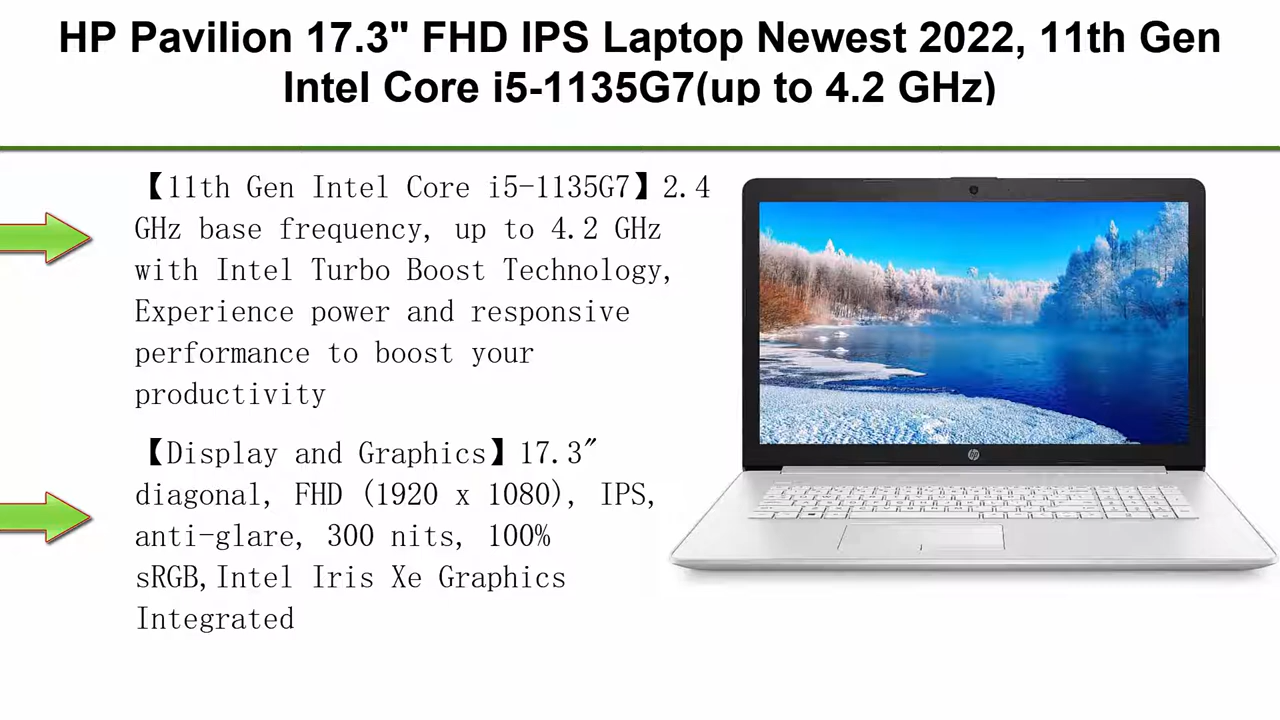 HP Pavilion 17.3" FHD IPS Laptop Newest 2022, 11th Gen
Intel Core i5-1135G7(up to 4.2 GHz)
【11th Gen Intel Core i5-1135G7】2.4
GHz base frequency, up to 4.2 GHz
with Intel Turbo Boost Technology,
Experience power and responsive
performance to boost your
productivity
【Display and Graphics】17.3″
diagonal, FHD (1920 x 1080), IPS,
anti-glare, 300 nits, 100%
sRGB,Intel Iris Xe Graphics
Integrated
hp